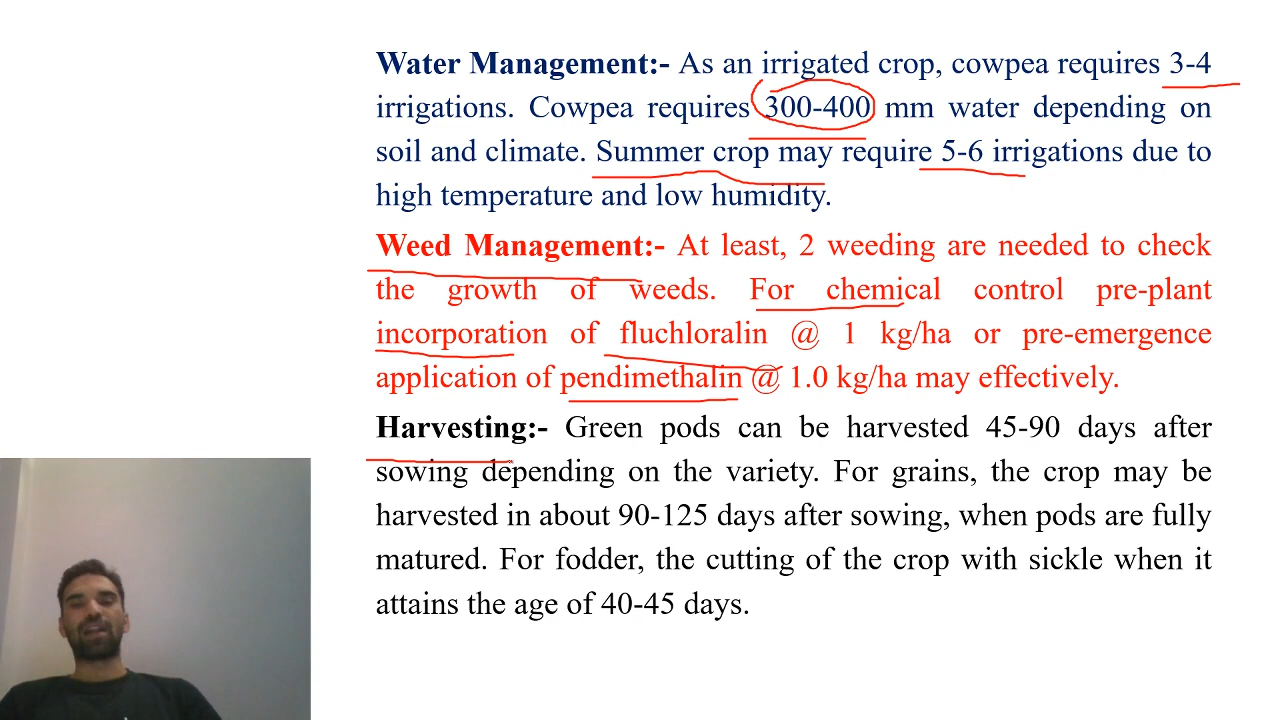 Water Management:- As an irrigated crop, cowpea requires 3-4
irrigations. Cowpea requires 300-400 mm water depending on
soil and climate. Summer crop may require 5-6 irrigations due to
high temperature and low humidity.
Weed Management:- At least, 2 weeding are needed to check
the growth of weeds. For chemical control pre-plant
incorporation of fluchloralin @ 1 kg/ha or pre-emergence
application of pendimethalin @ 1.0 kg/ha may effectively.
Harvesting:- Green pods can be harvested 45-90 days after
sowing depending on the variety. For grains, the crop may be
harvested in about 90-125 days after sowing, when pods are fully
matured. For fodder, the cutting of the crop with sickle when it
attains the age of 40-45 days.